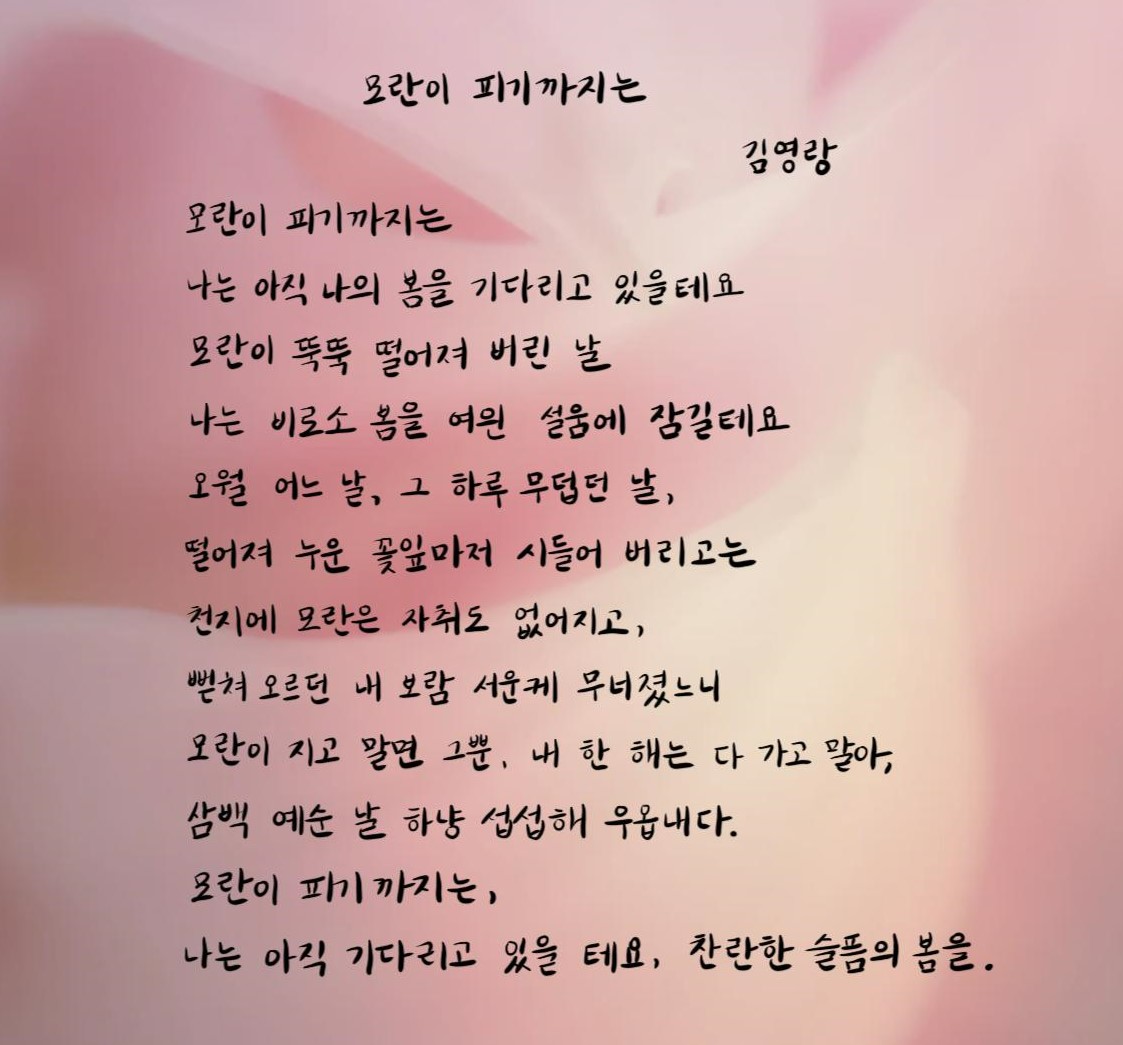 모란이 피기까지는
김영랑
모란이 피기까지는
나는 아직 나의 봄을 기다리고 있을테요
모란이 뚝뚝 떨어져 버린 날
나는 비로소 봄을 여읜 설움에 잠길테요
오월 어느 날, 그 하루 무덥던 날,
떨어져 누운 꽃잎마저 시들어 버리고는
천지에 모란은 자취도 없어지고,
뻗쳐 오르던 내 보람 서운케 무너졌느니
모란이 지고 말면 그뿐, 내 한 해는 다 가고 말아,
삼백 예순 날 하냥 섭섭해 우옵내다.
모란이 피기까지는,
나는 아직 기다리고 있을 테요, 찬란한 슬픔의 봄을.